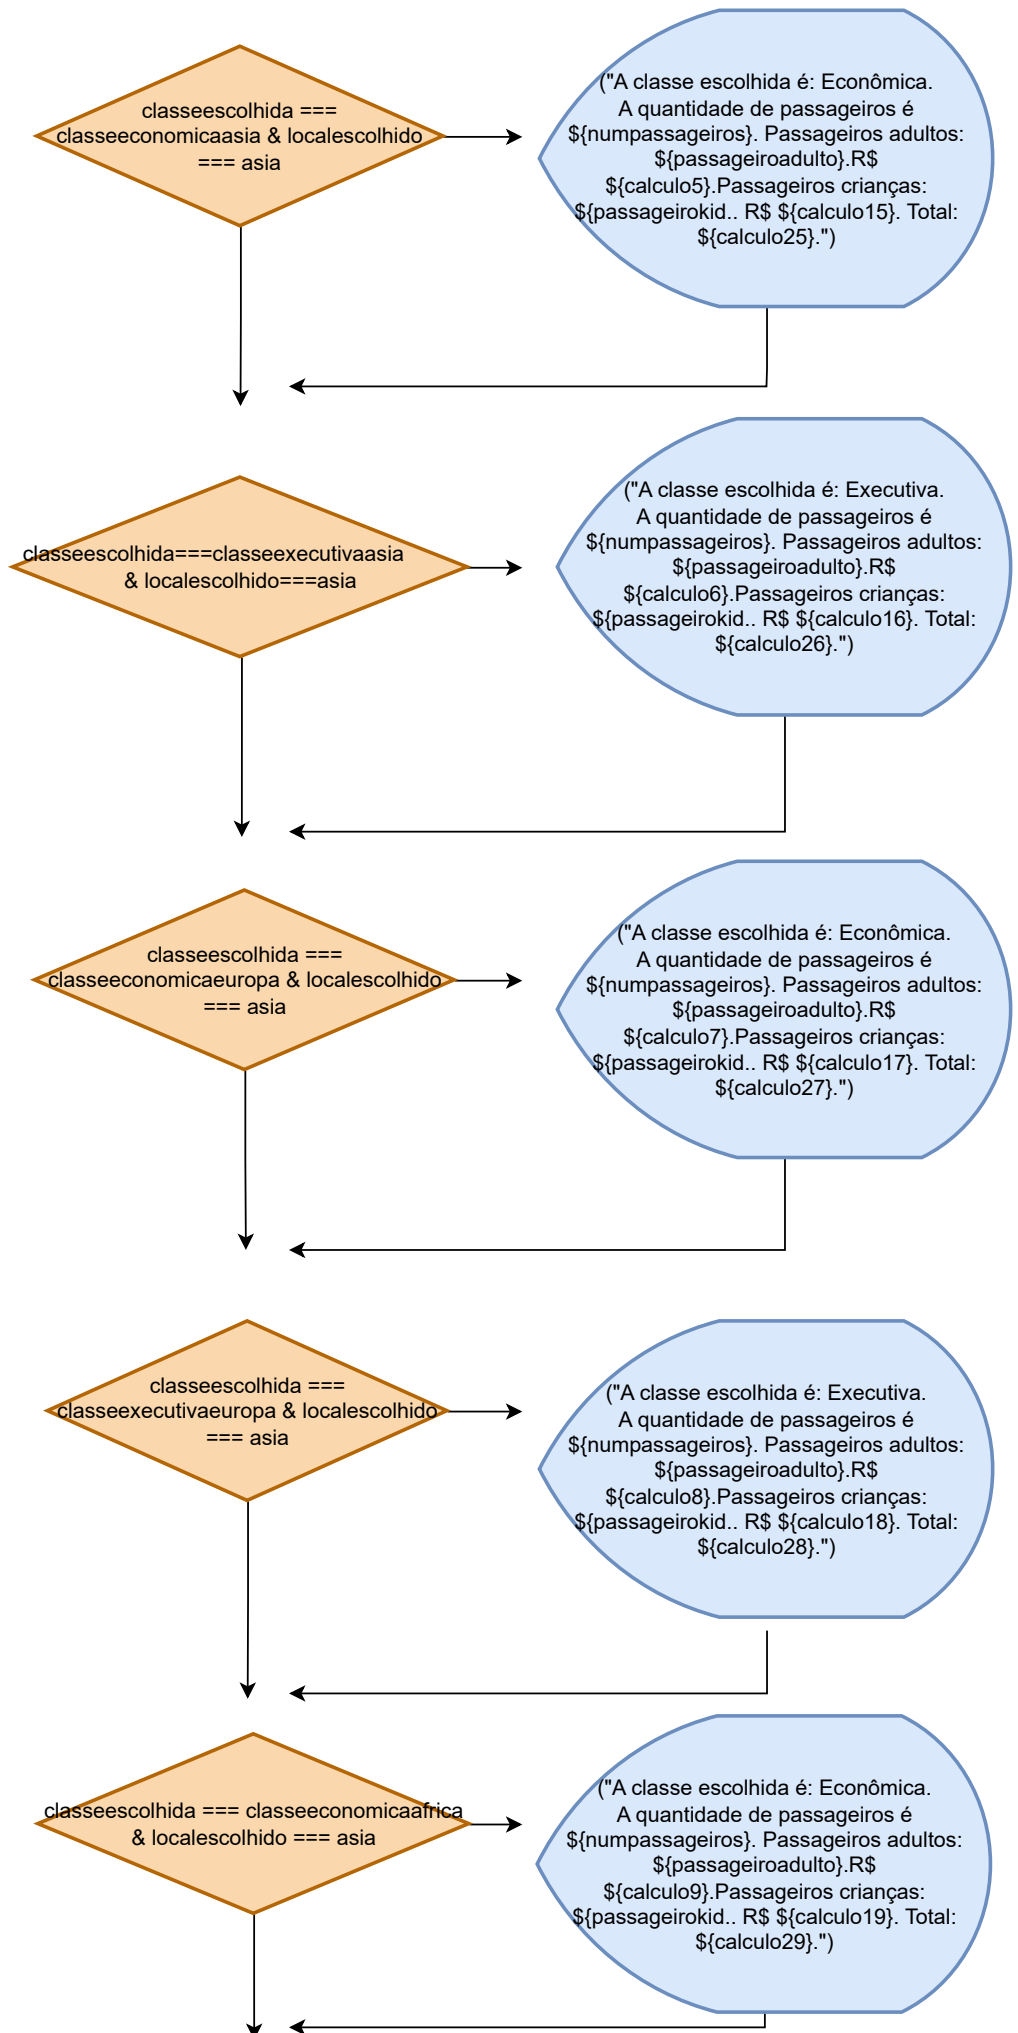 classeescolhida ===
classeeconomicaasia & localescolhido
=== asia
("A classe escolhida é: Econômica.
A quantidade de passageiros é
${numpassageiros}. Passageiros adultos:
${passageiroadulto}.R$
${calculo5}.Passageiros crianças:
${passageirokid.. R$ ${calculo15}. Total:
${calculo25}.")
classeescolhida===classeexecutivaasia
& localescolhido===asia
("A classe escolhida é: Executiva.
A quantidade de passageiros é
${numpassageiros}. Passageiros adultos:
${passageiroadulto}.R$
${calculo6}.Passageiros crianças:
${passageirokid.. R$ ${calculo16}. Total:
${calculo26}.")
classeescolhida ===
classeeconomicaeuropa & localescolhido
=== asia
("A classe escolhida é: Econômica.
A quantidade de passageiros é
${numpassageiros}. Passageiros adultos:
${passageiroadulto}.R$
${calculo7}.Passageiros crianças:
${passageirokid.. R$ ${calculo17}. Total:
${calculo27}.")
classeescolhida ===
classeexecutivaeuropa & localescolhido
=== asia
("A classe escolhida é: Executiva.
A quantidade de passageiros é
${numpassageiros}. Passageiros adultos:
${passageiroadulto}.R$
${calculo8}.Passageiros crianças:
${passageirokid.. R$ ${calculo18}. Total:
${calculo28}.")
classeescolhida === classeeconomicaafrica
& localescolhido === asia
("A classe escolhida é: Econômica.
A quantidade de passageiros é
${numpassageiros}. Passageiros adultos:
${passageiroadulto}.R$
${calculo9}.Passageiros crianças:
${passageirokid.. R$ ${calculo19}. Total:
${calculo29}.")